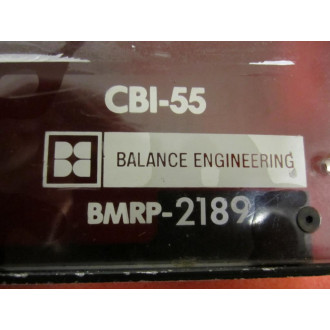 CBI-55
BALANCE ENGINEERING
BMRP-2189